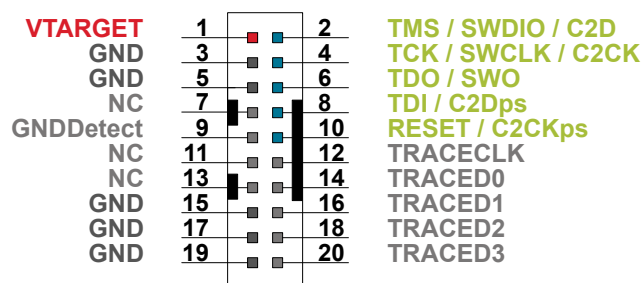 VTARGET 1 2 TMS / SWDIO / C2D
GND 3 4 TCK / SWCLK / C2CK
GND 5 6 TDO / SWO
NC 7 8 TDI / C2Dps
GNDDetect 9 10 RESET / C2CKps
NC 11 12 TRACECLK
NC 13 14 TRACED0
GND 15 16 TRACED1
GND 17 18 TRACED2
GND 19 20 TRACED3